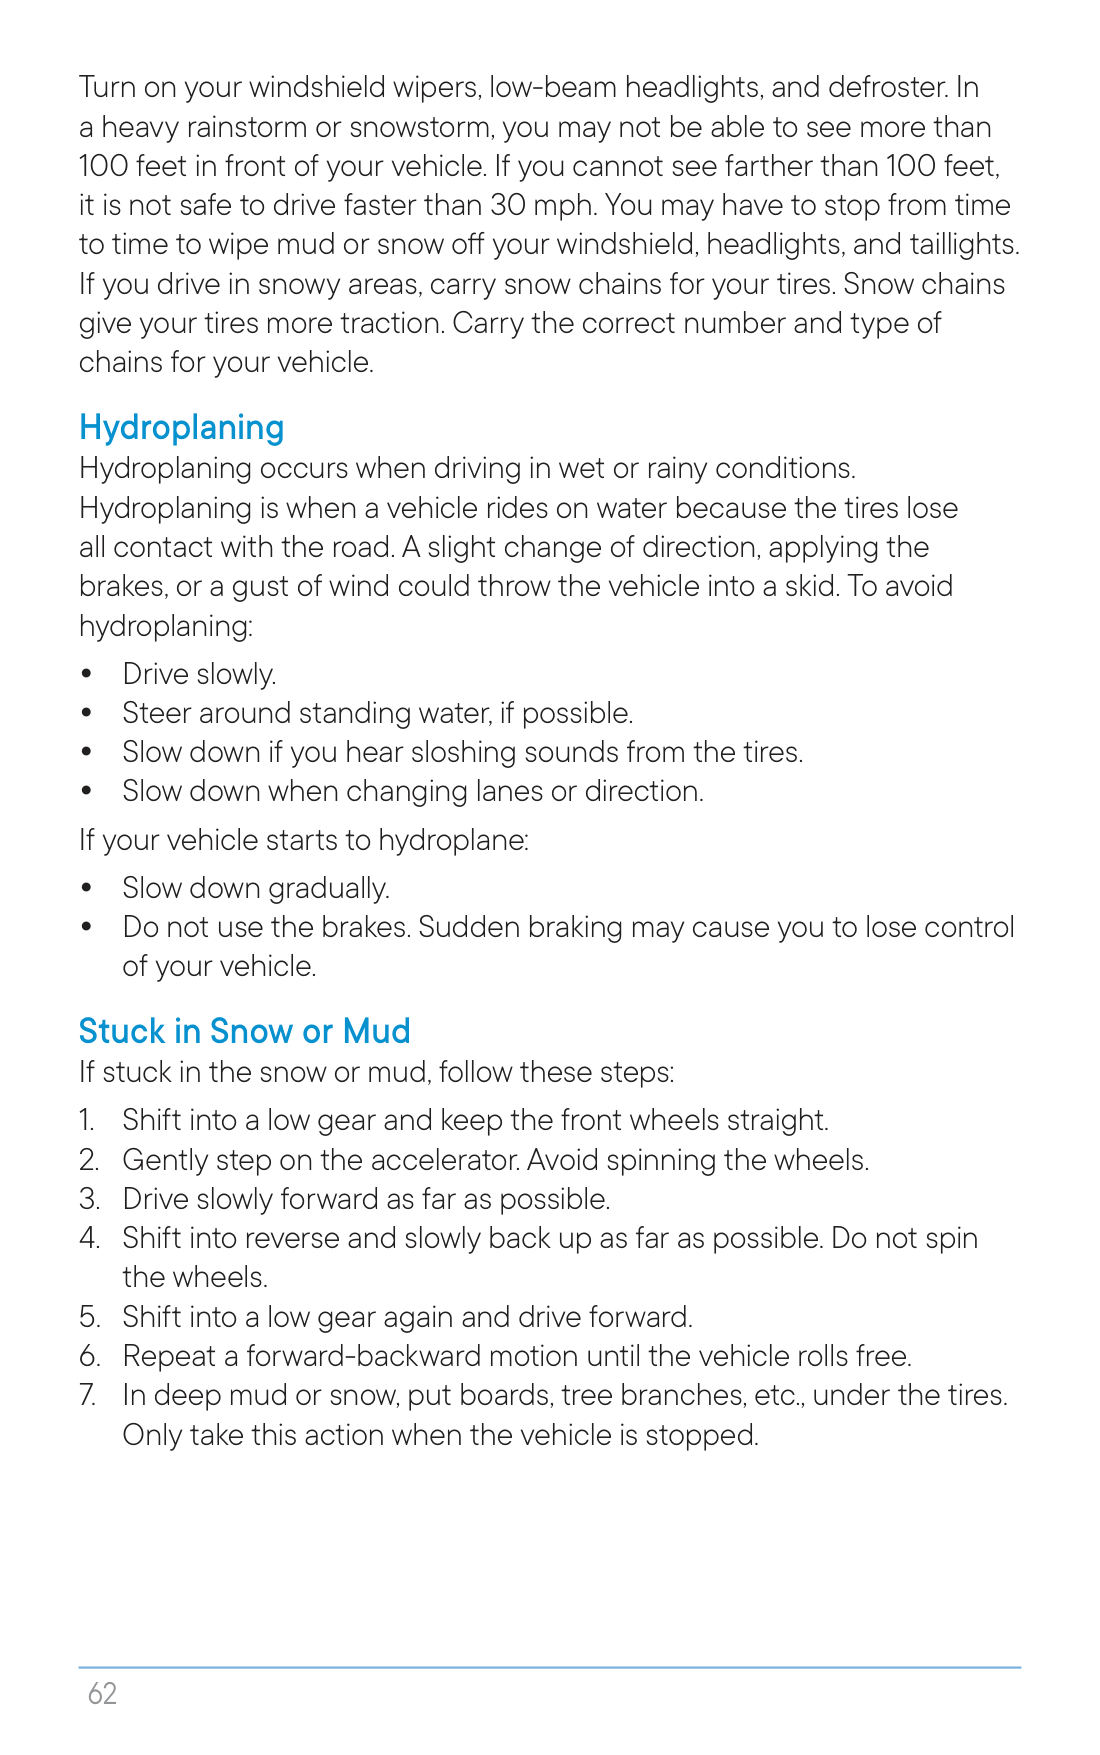 Turn on your windshield wipers, low-beam headlights, and defroster. In
a heavy rainstorm or snowstorm, you may not be able to see more than
100 feet in front of your vehicle. If you cannot see farther than 100 feet,
it is not safe to drive faster than 30 mph. You may have to stop from time
to time to wipe mud or snow off your windshield, headlights, and taillights.
If you drive in snowy areas, carry snow chains for your tires. Snow chains
give your tires more traction. Carry the correct number and type of
chains for your vehicle.
Hydroplaning
Hydroplaning occurs when driving in wet or rainy conditions.
Hydroplaning is when a vehicle rides on water because the tires lose
all contact with the road. A slight change of direction, applying the
brakes, or a gust of wind could throw the vehicle into a skid. To avoid
hydroplaning:
• Drive slowly.
• Steer around standing water, if possible.
• Slow down if you hear sloshing sounds from the tires.
• Slow down when changing lanes or direction.
If your vehicle starts to hydroplane:
• Slow down gradually.
• Do not use the brakes. Sudden braking may cause you to lose control
of your vehicle.
Stuck in Snow or Mud
If stuck in the snow or mud, follow these steps:
1. Shift into a low gear and keep the front wheels straight.
2. Gently step on the accelerator. Avoid spinning the wheels.
3. Drive slowly forward as far as possible.
4. Shift into reverse and slowly back up as far as possible. Do not spin
the wheels.
5. Shift into a low gear again and drive forward.
6. Repeat a forward-backward motion until the vehicle rolls free.
7. In deep mud or snow, put boards, tree branches, etc., under the tires.
Only take this action when the vehicle is stopped.
62